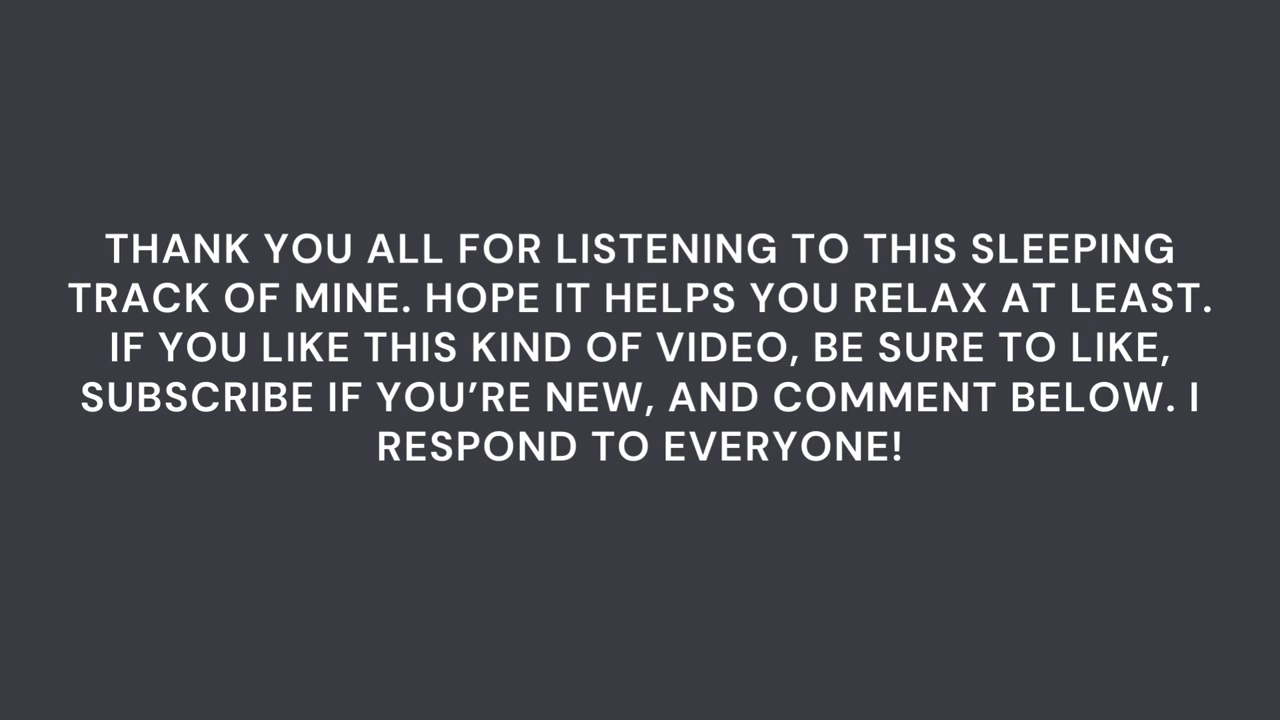 THANK YOU ALL FOR LISTENING TO THIS SLEEPING
TRACK OF MINE. HOPE IT HELPS YOU RELAX AT LEAST.
IF YOU LIKE THIS KIND OF VIDEO, BE SURE TO LIKE,
SUBSCRIBE IF YOU’RE NEW, AND COMMENT BELOW. I
RESPOND TO EVERYONE!